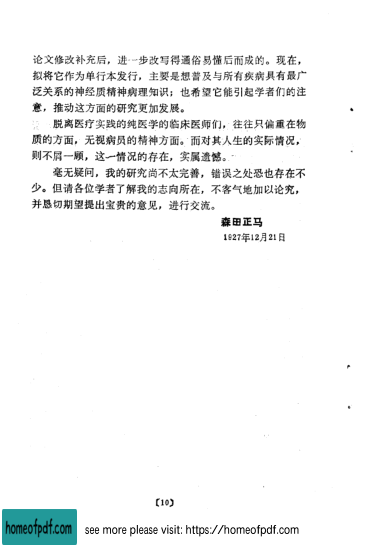 论文修改补充后，进一步改写得通俗易懂后而成的。现在，
拟将它作为单行本发行，主要是想普及与所有疾病具有最广
泛关系的神经质精神病理知识；也希望它能引起学者们的注
意，推动这方面的研究更加发展。
脱离医疗实践的纯医学的临床医师们，往往只偏重在物
质的方面，无视病员的精神方面。而对其人生的实际情况，
则不屑一顾，这一情况的存在，实属遗憾。
毫无疑问，我的研究尚不太完善，错误之处恐也存在不
少。但请各位学者了解我的志向所在，不客气地加以论究，
并恳切期望提出宝贵的意见，进行交流。
森田正马
1927年12月21日
〔10〕
homeofpdf.com
see more please visit: https://homeofpdf.com